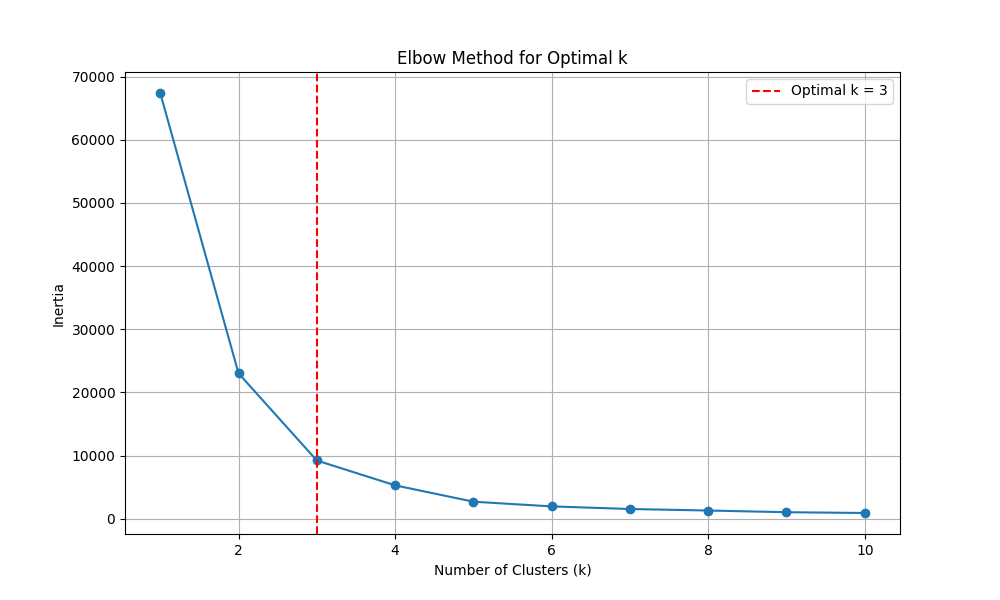 Elbow Method for Optimal k
Optimal k = 3
70000
60000
50000
40000
30000
20000
10000
0
Inertia
2 4 6 8 10
Number of Clusters (k)